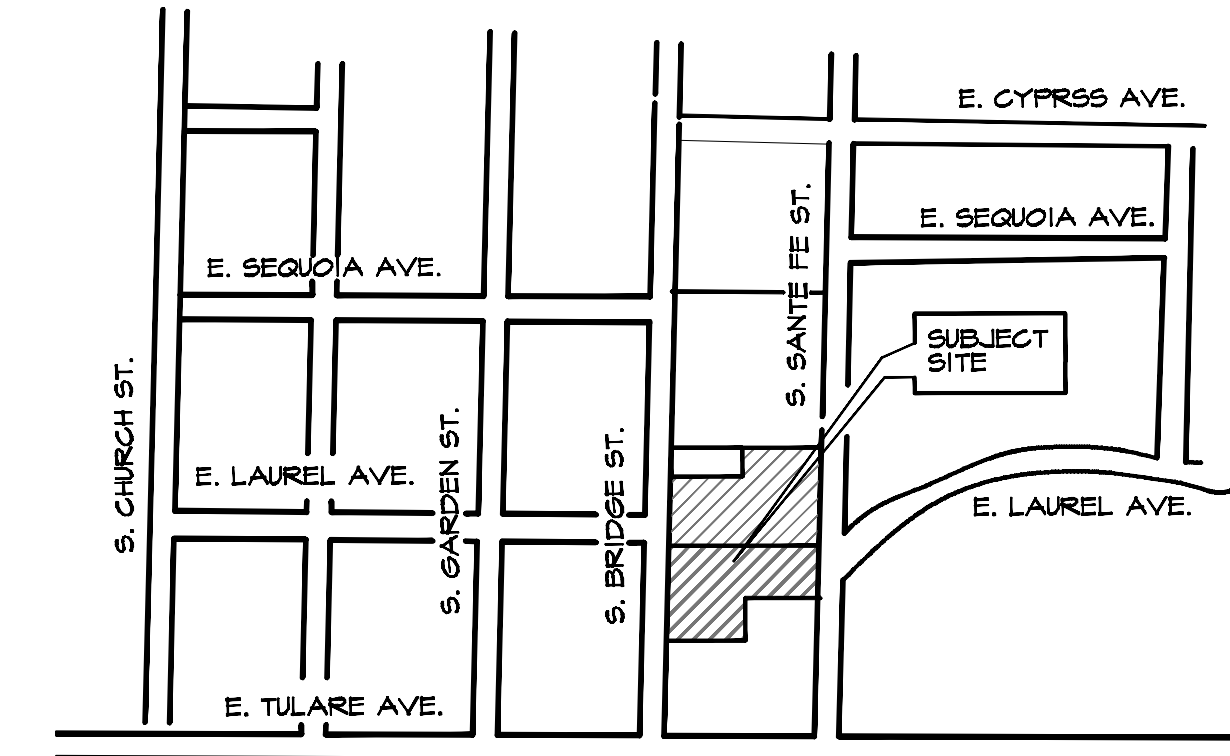 E. CYPRSS AVE.
S. SANTE FE ST.
E. SEQUOIA AVE.
E. SEQUOIA AVE.
SUBJECT
SITE
S. CHURCH ST.
S. GARDEN ST.
S. BRIDGE ST.
E. LAUREL AVE.
E. LAUREL AVE.
E. TULARE AVE.